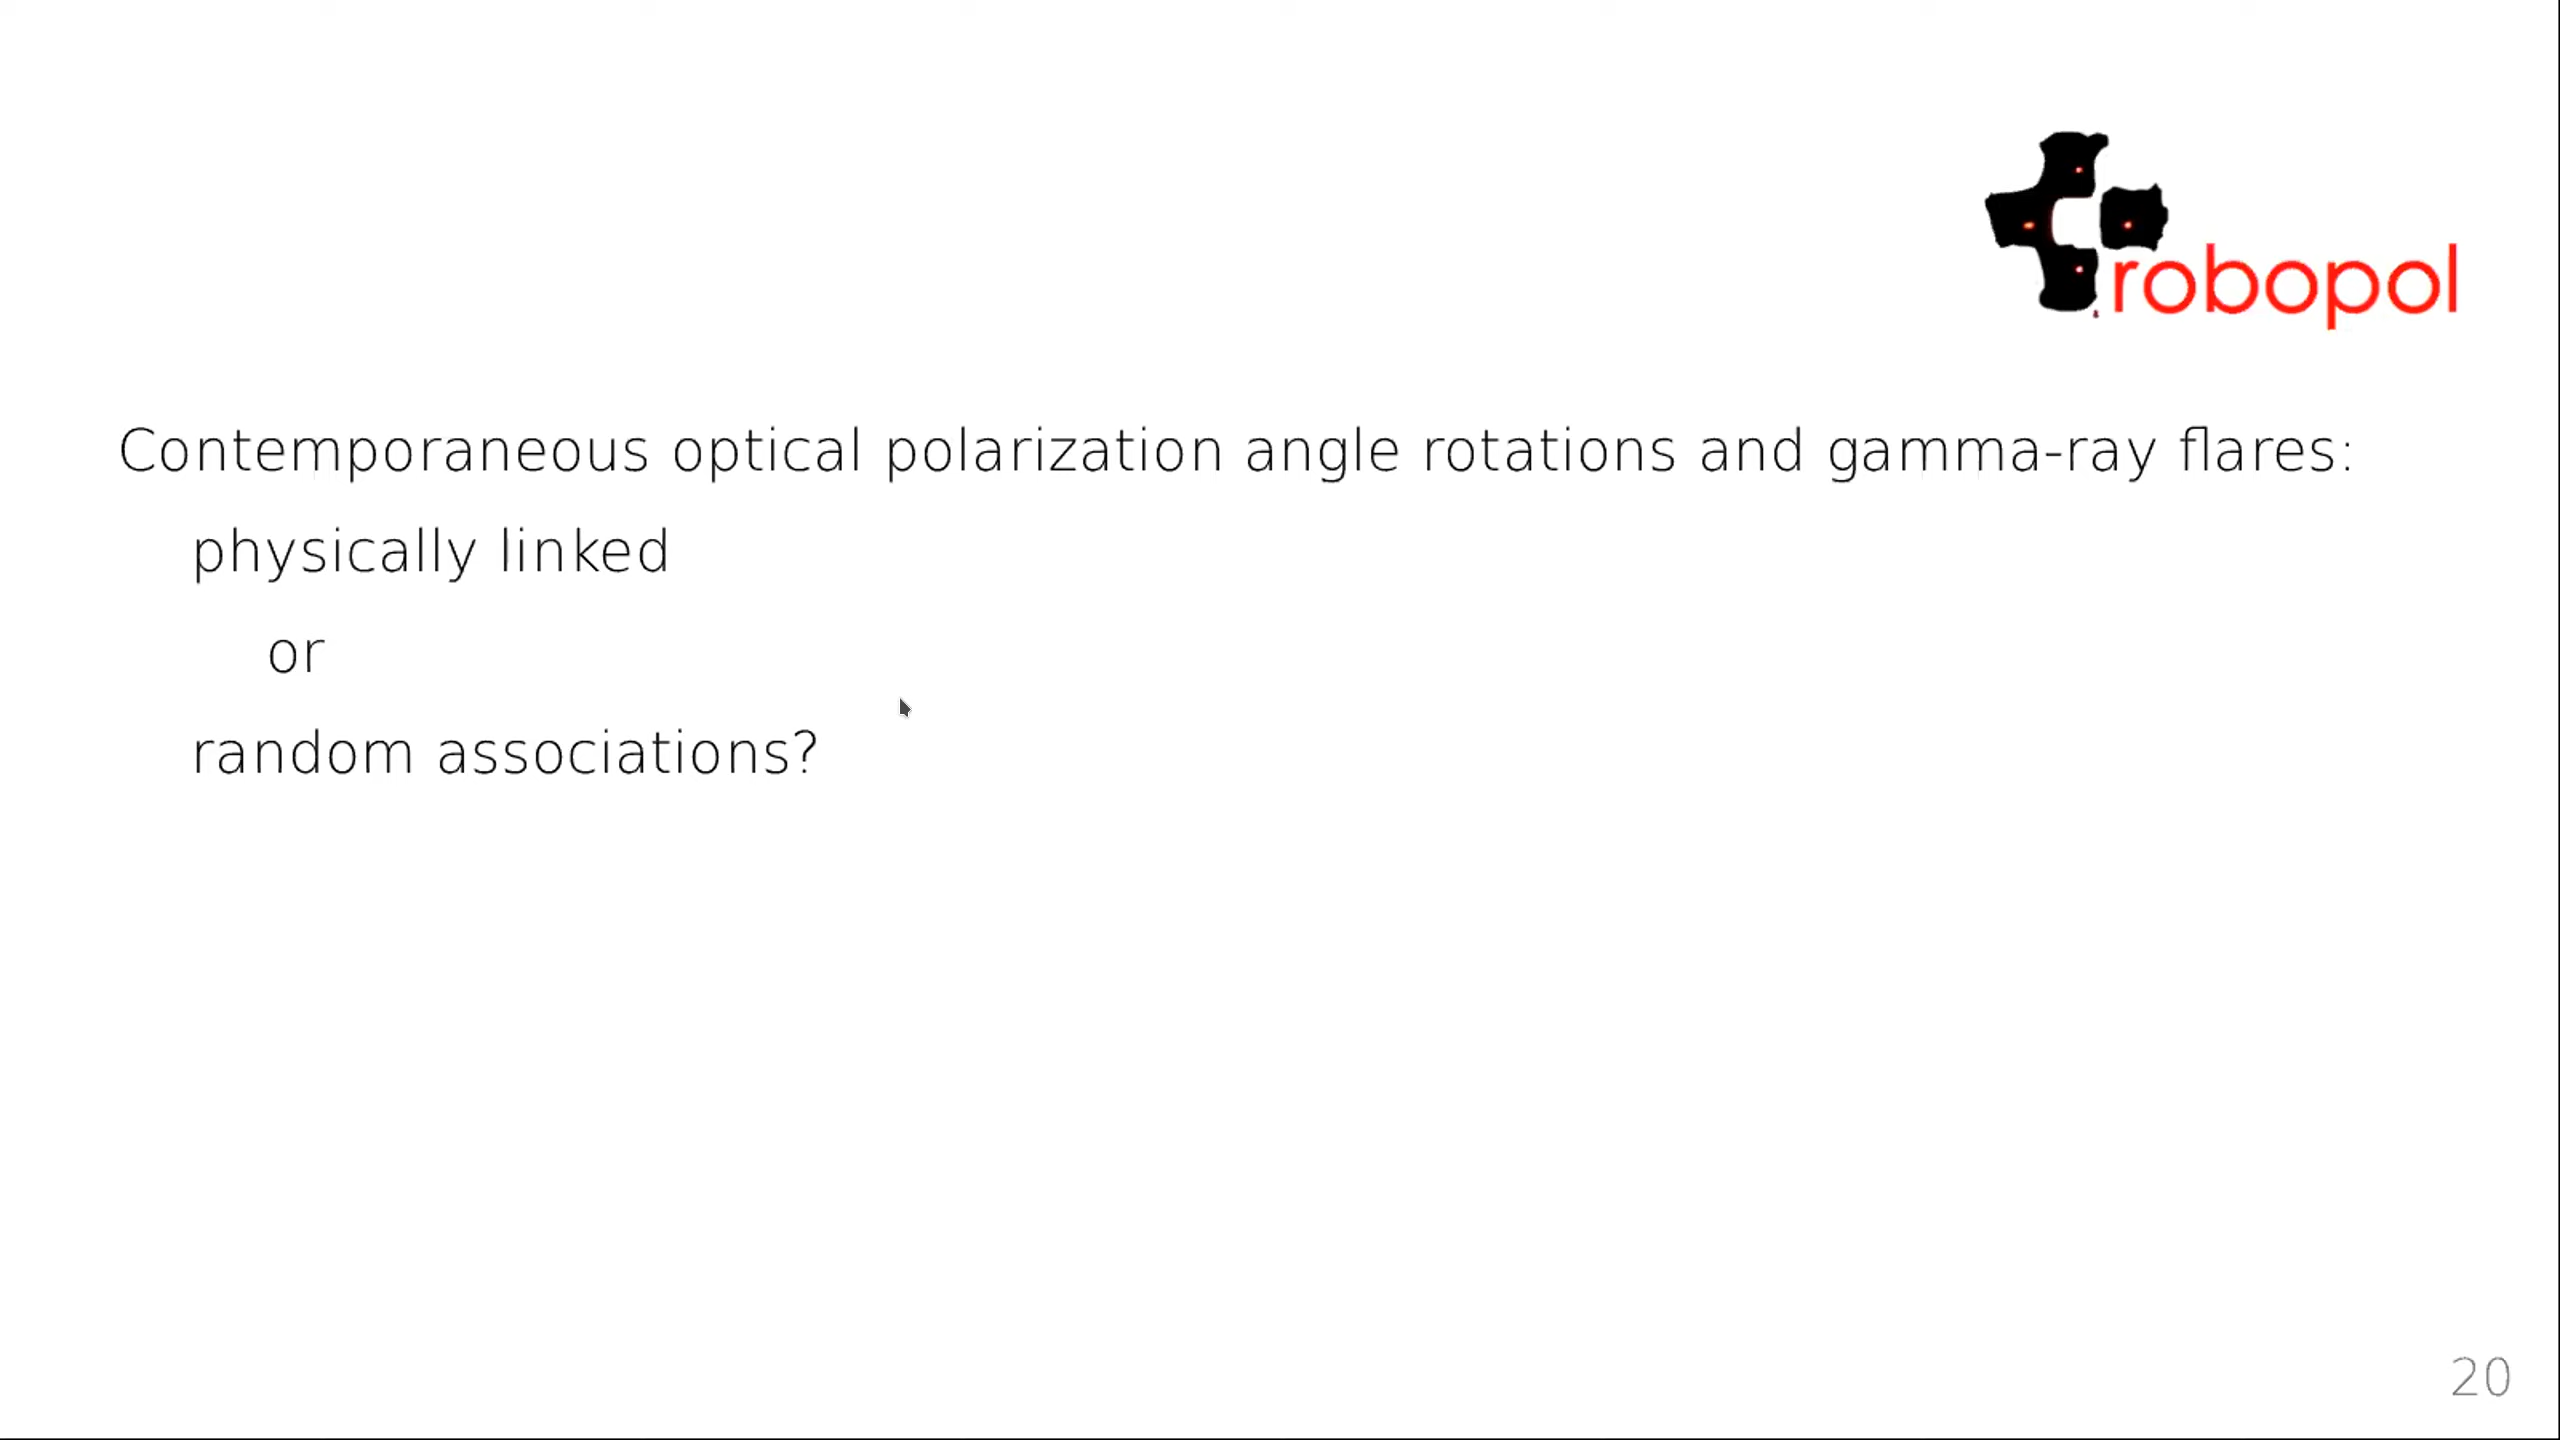 robopol
Contemporaneous optical polarization angle rotations and gamma-ray flares:
physically linked
or
random associations?
20